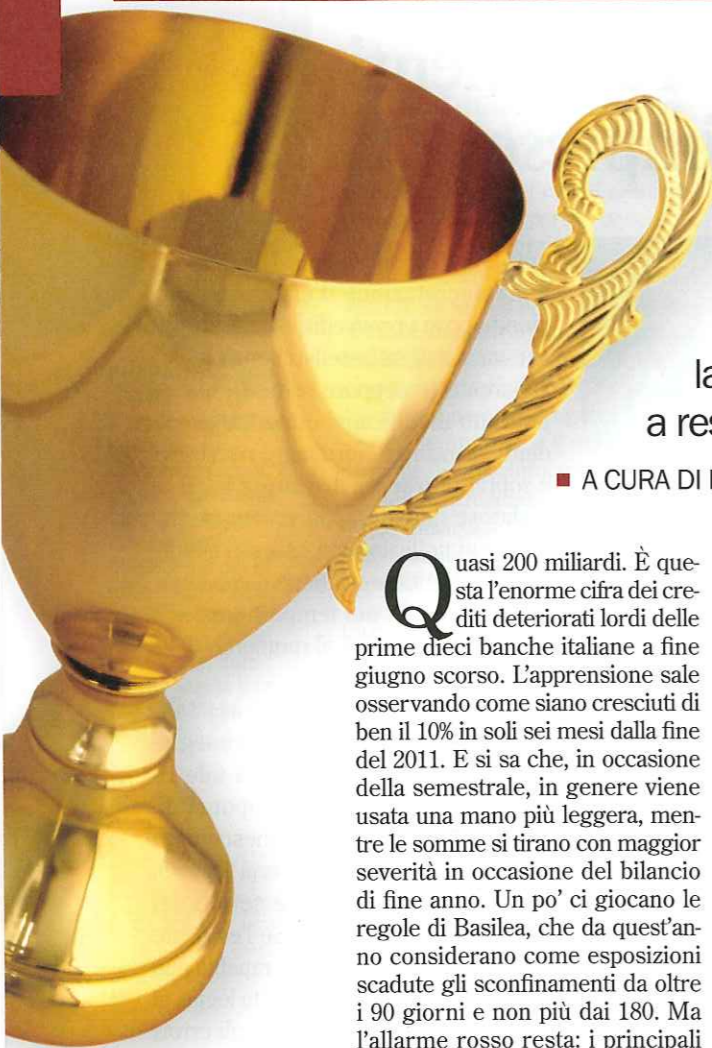 la
a res
■ A CURA DI
Quasi 200 miliardi. È que-
sta l'enorme cifra dei cre-
diti deteriorati lordi delle
prime dieci banche italiane a fine
giugno scorso. L'apprensione sale
osservando come siano cresciuti di
ben il 10% in soli sei mesi dalla fine
del 2011. E si sa che, in occasione
della semestrale, in genere viene
usata una mano più leggera, men-
tre le somme si tirano con maggior
severità in occasione del bilancio
di fine anno. Un po' ci giocano le
regole di Basilea, che da quest'an-
no considerano come esposizioni
scadute gli sconfinamenti da oltre
i 90 giorni e non più dai 180. Ma
l'allarme rosso resta: i principali